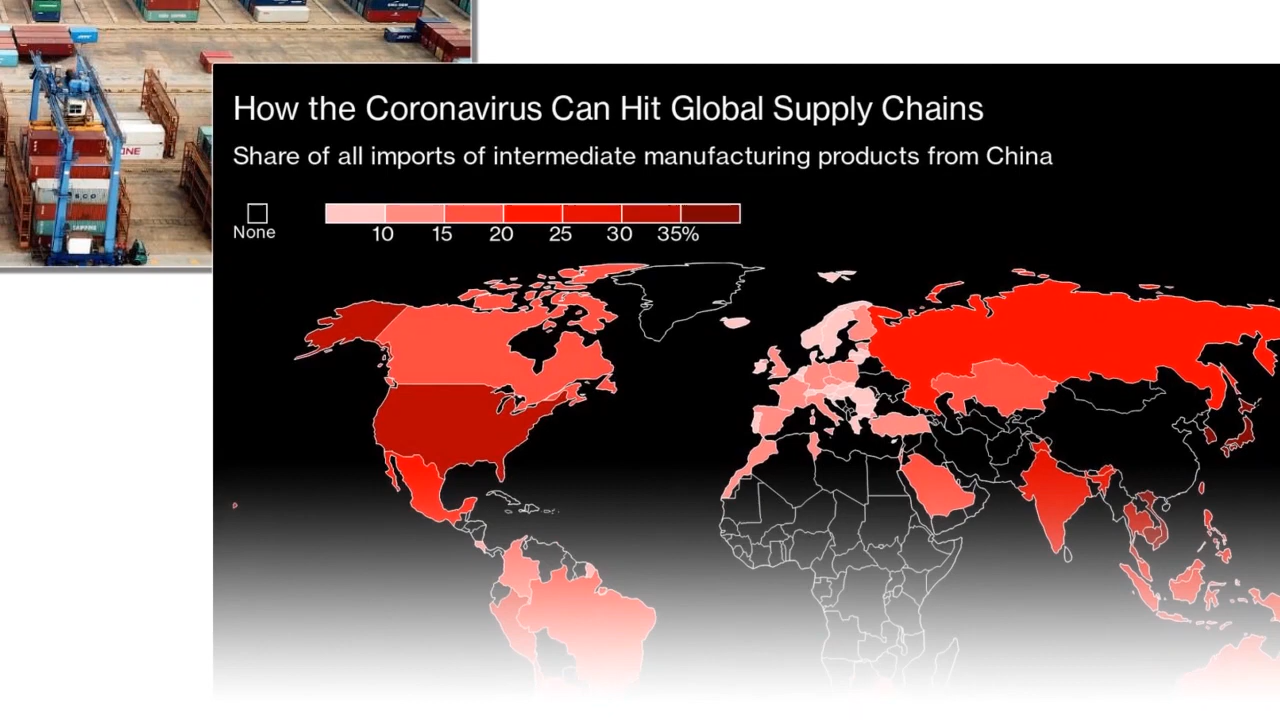 How the Coronavirus Can Hit Global Supply Chains
Share of all imports of intermediate manufacturing products from China
None
10 15 20 25 30 35%